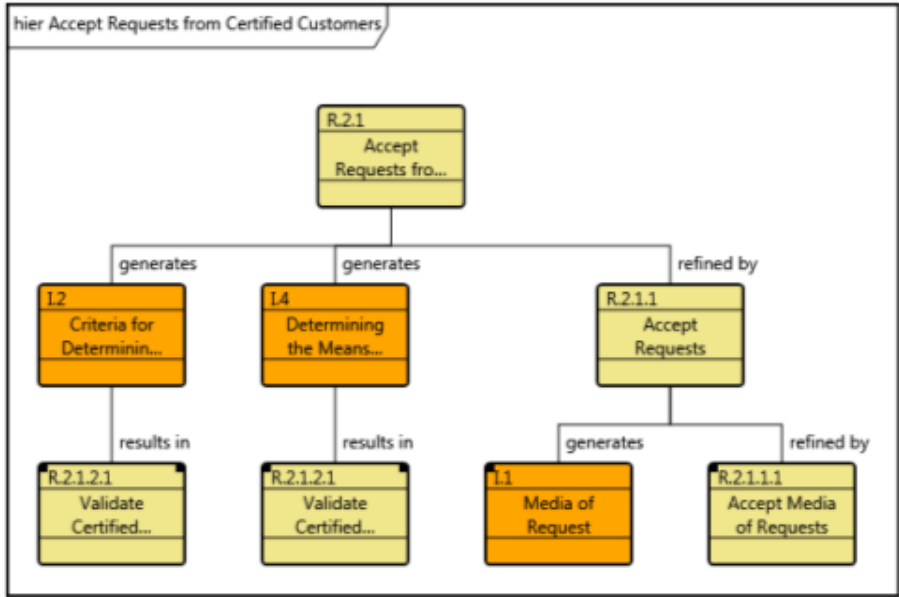 hier Accept Requests from Certified Customers
R.2.1
Accept
Requests fro...
generates
generates
refined by
I.2
Criteria for
Determinin...
I.4
Determining
the Means...
R.2.1.1
Accept
Requests
results in
results in
generates
refined by
R.2.1.2.1
Validate
Certified...
R.2.1.2.1
Validate
Certified...
I.1
Media of
Request
R.2.1.1.1
Accept Media
of Requests